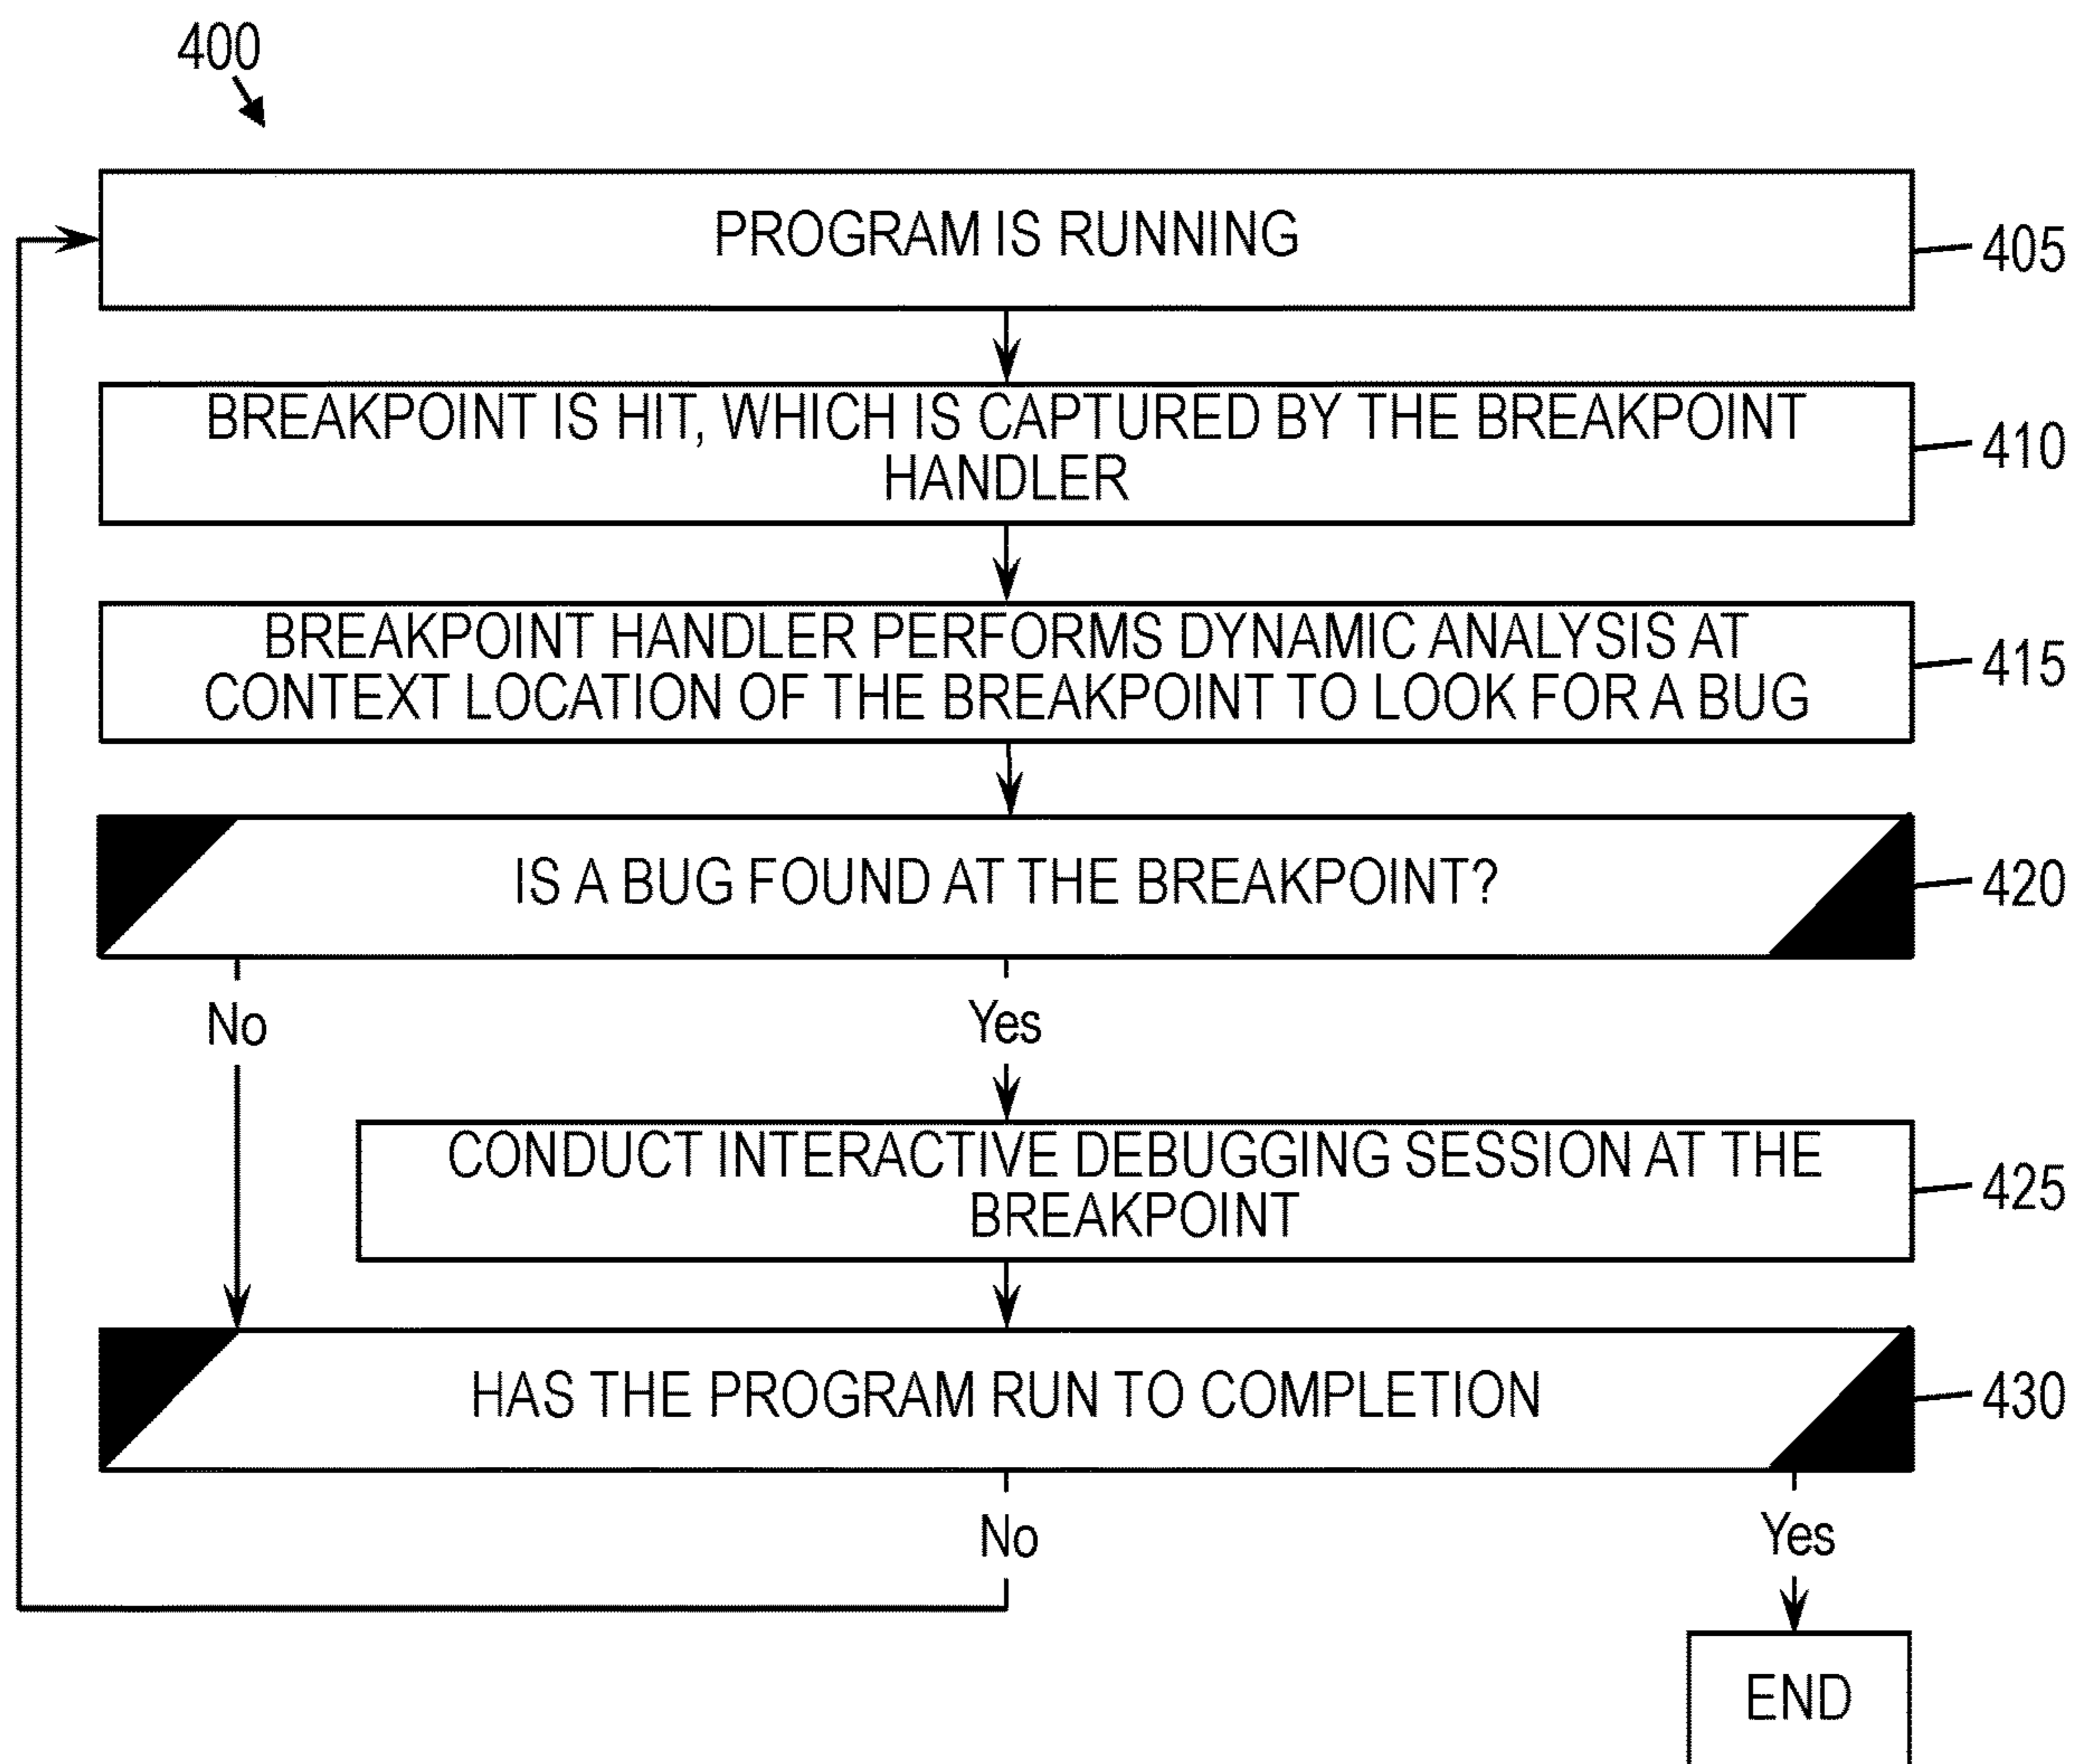 400
PROGRAM IS RUNNING
405
BREAKPOINT IS HIT, WHICH IS CAPTURED BY THE BREAKPOINT
HANDLER
410
BREAKPOINT HANDLER PERFORMS DYNAMIC ANALYSIS AT
CONTEXT LOCATION OF THE BREAKPOINT TO LOOK FOR A BUG
415
IS A BUG FOUND AT THE BREAKPOINT?
420
No
Yes
CONDUCT INTERACTIVE DEBUGGING SESSION AT THE
BREAKPOINT
425
HAS THE PROGRAM RUN TO COMPLETION
430
No
Yes
END